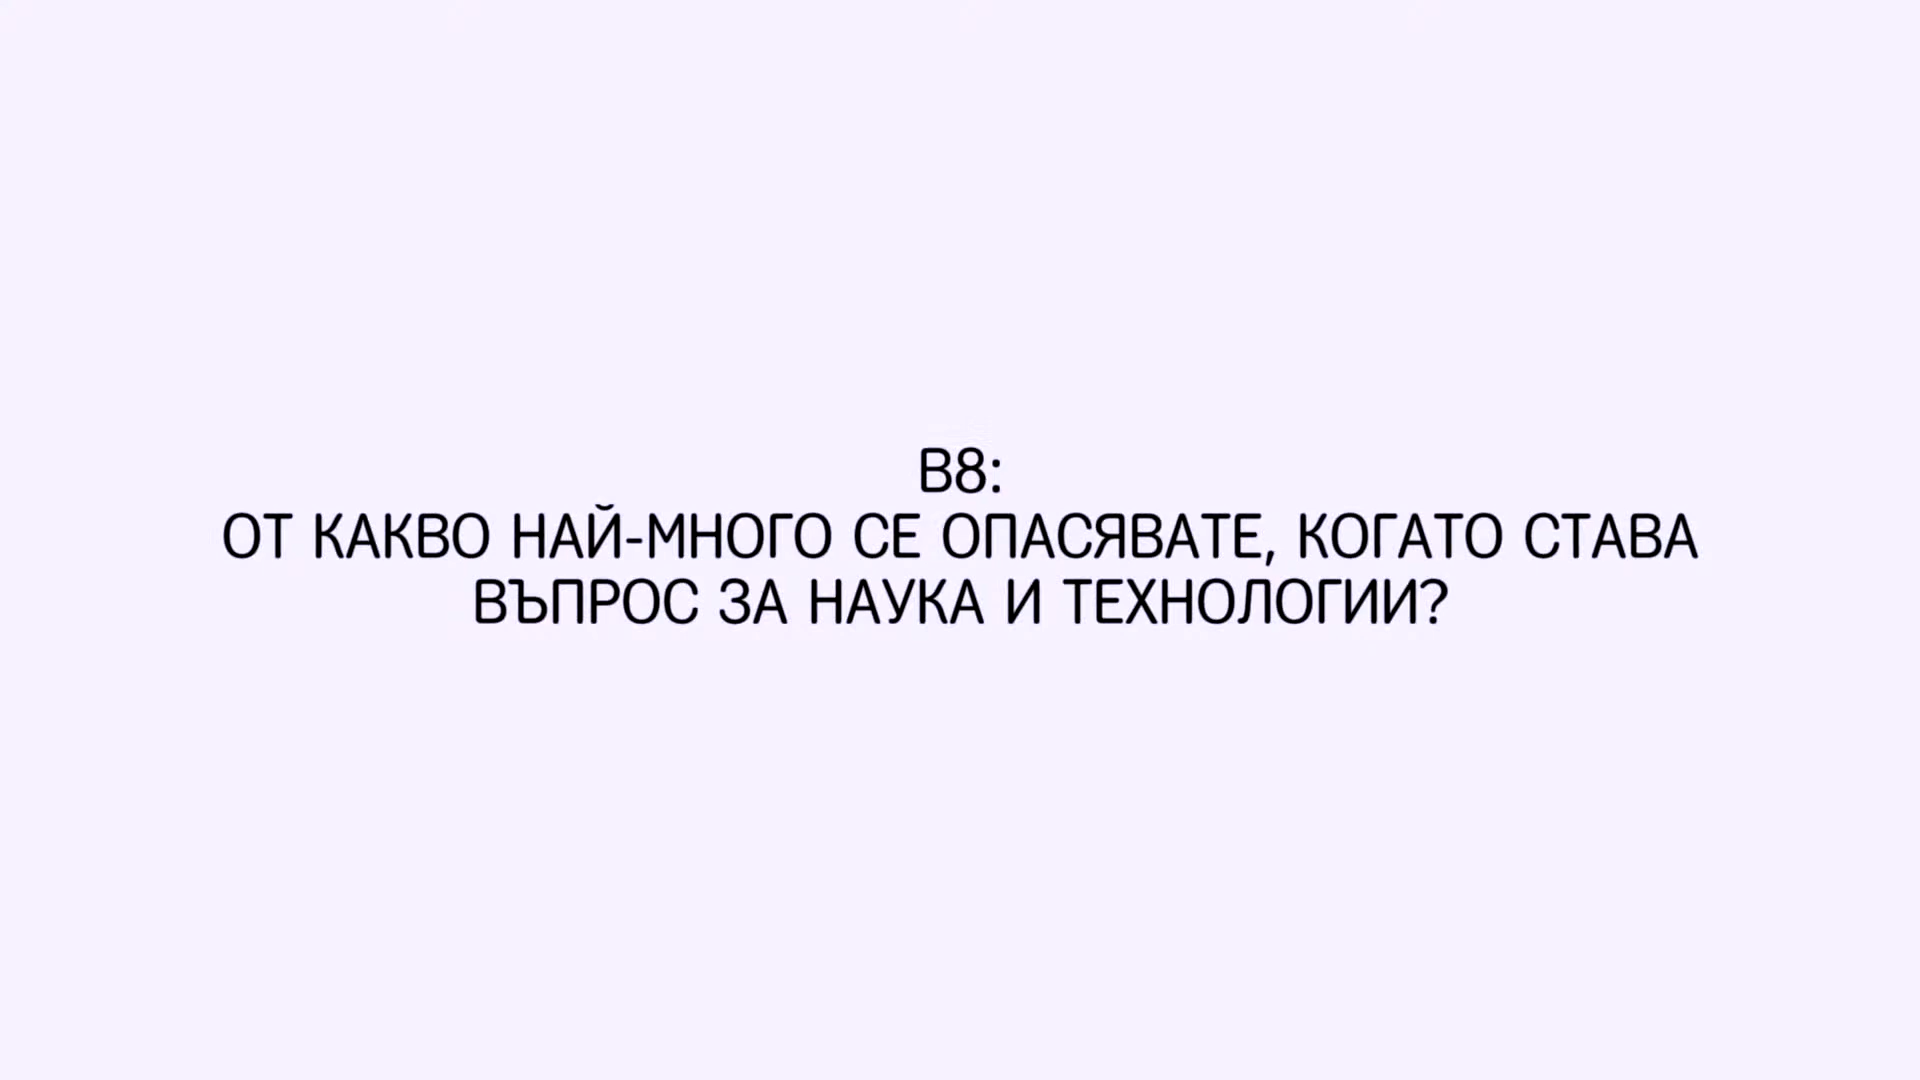 В8:
ОТ КАКВО НАЙ-МНОГО СЕ ОПАСЯВАТЕ, КОГАТО СТАВА
ВЪПРОС ЗА НАУКА И ТЕХНОЛОГИИ?